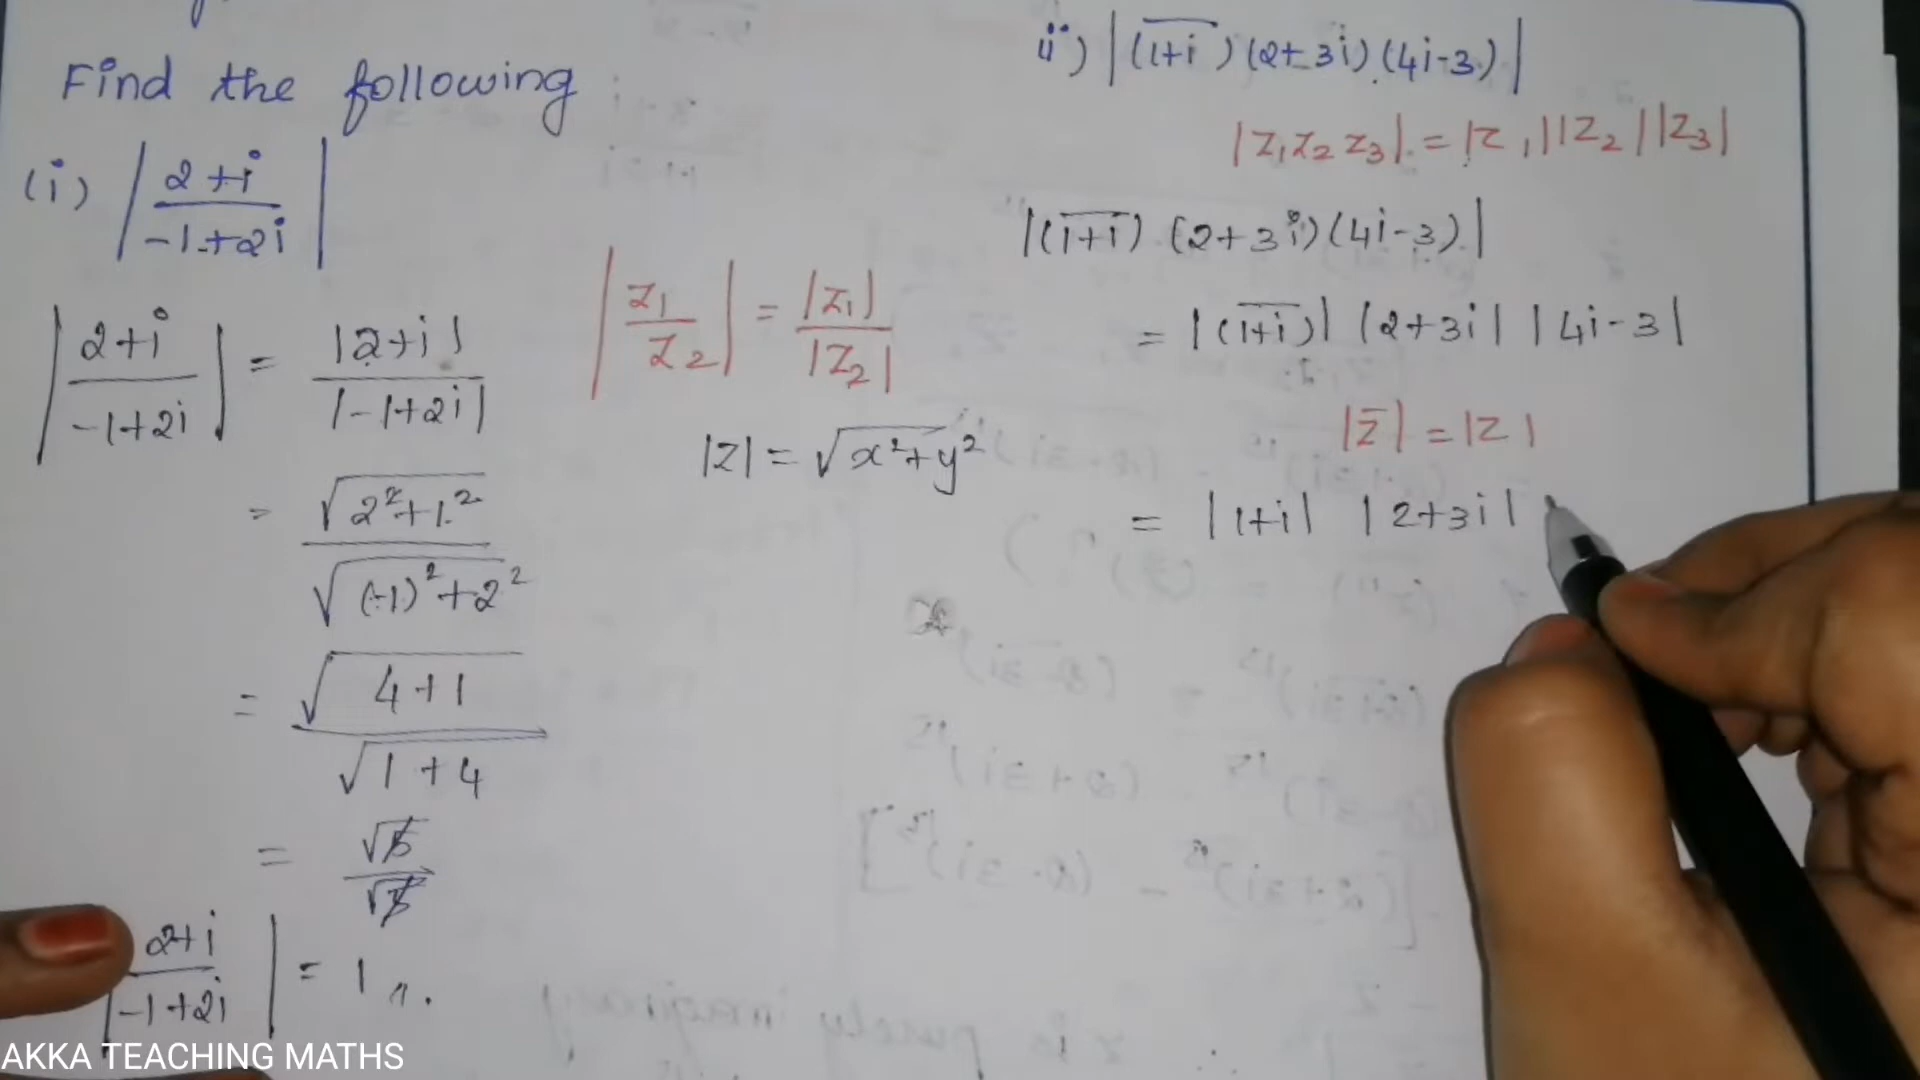 Find the following
(i) |2+i / -1+2i|
|2+i / -1+2i| = |2+i| / |-1+2i|
= √2²+1² / √(-1)²+2²
= √4+1 / √1+4
= √5 / √5
|2+i / -1+2i| = 1
|z₁ / z₂| = |z₁| / |z₂|
|z| = √x²+y²
ii) |(1+i̅)(2+3i)(4i-3)|
|z₁z₂z₃| = |z₁||z₂||z₃|
|(1+i̅)(2+3i)(4i-3)|
= |(1+i̅)| |2+3i| |4i-3|
|z̅| = |z|
= |1+i| |2+3i|
AKKA TEACHING MATHS